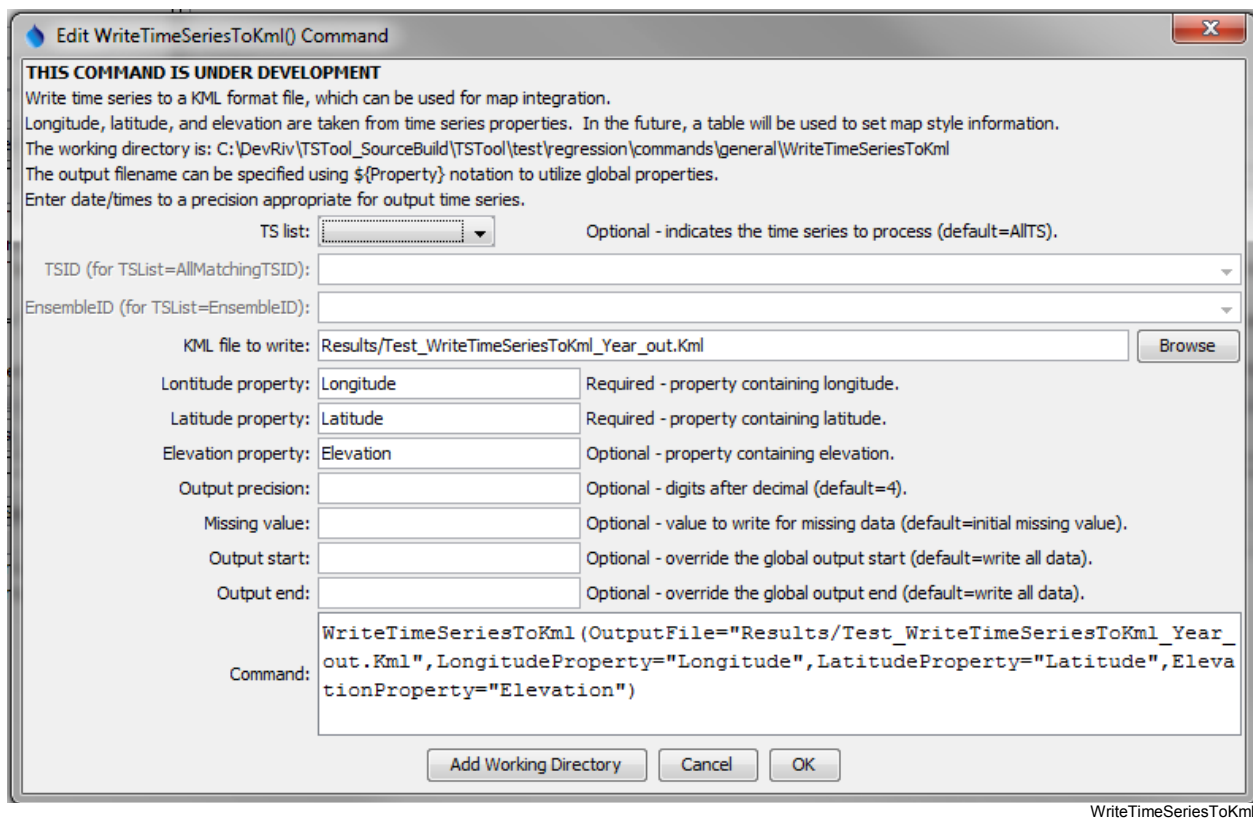 Edit WriteTimeSeriesToKml() Command
X
THIS COMMAND IS UNDER DEVELOPMENT
Write time series to a KML format file, which can be used for map integration.
Longitude, latitude, and elevation are taken from time series properties.  In the future, a table will be used to set map style information.
The working directory is: C:\DevRiv\TSTool_SourceBuild\TSTool\test\regression\commands\general\WriteTimeSeriesToKml
The output filename can be specified using ${Property} notation to utilize global properties.
Enter date/times to a precision appropriate for output time series.
TS list: Optional - indicates the time series to process (default=AllTS).
TSID (for TSList=AllMatchingTSID):
EnsembleID (for TSList=EnsembleID):
KML file to write: Results/Test_WriteTimeSeriesToKml_Year_out.Kml Browse
Lontitude property: Longitude Required - property containing longitude.
Latitude property: Latitude Required - property containing latitude.
Elevation property: Elevation Optional - property containing elevation.
Output precision: Optional - digits after decimal (default=4).
Missing value: Optional - value to write for missing data (default=initial missing value).
Output start: Optional - override the global output start (default=write all data).
Output end: Optional - override the global output end (default=write all data).
Command:
WriteTimeSeriesToKml(OutputFile="Results/Test_WriteTimeSeriesToKml_Year_
out.Kml",LongitudeProperty="Longitude",LatitudeProperty="Latitude",Eleva
tionProperty="Elevation")
Add Working Directory Cancel OK
WriteTimeSeriesToKml